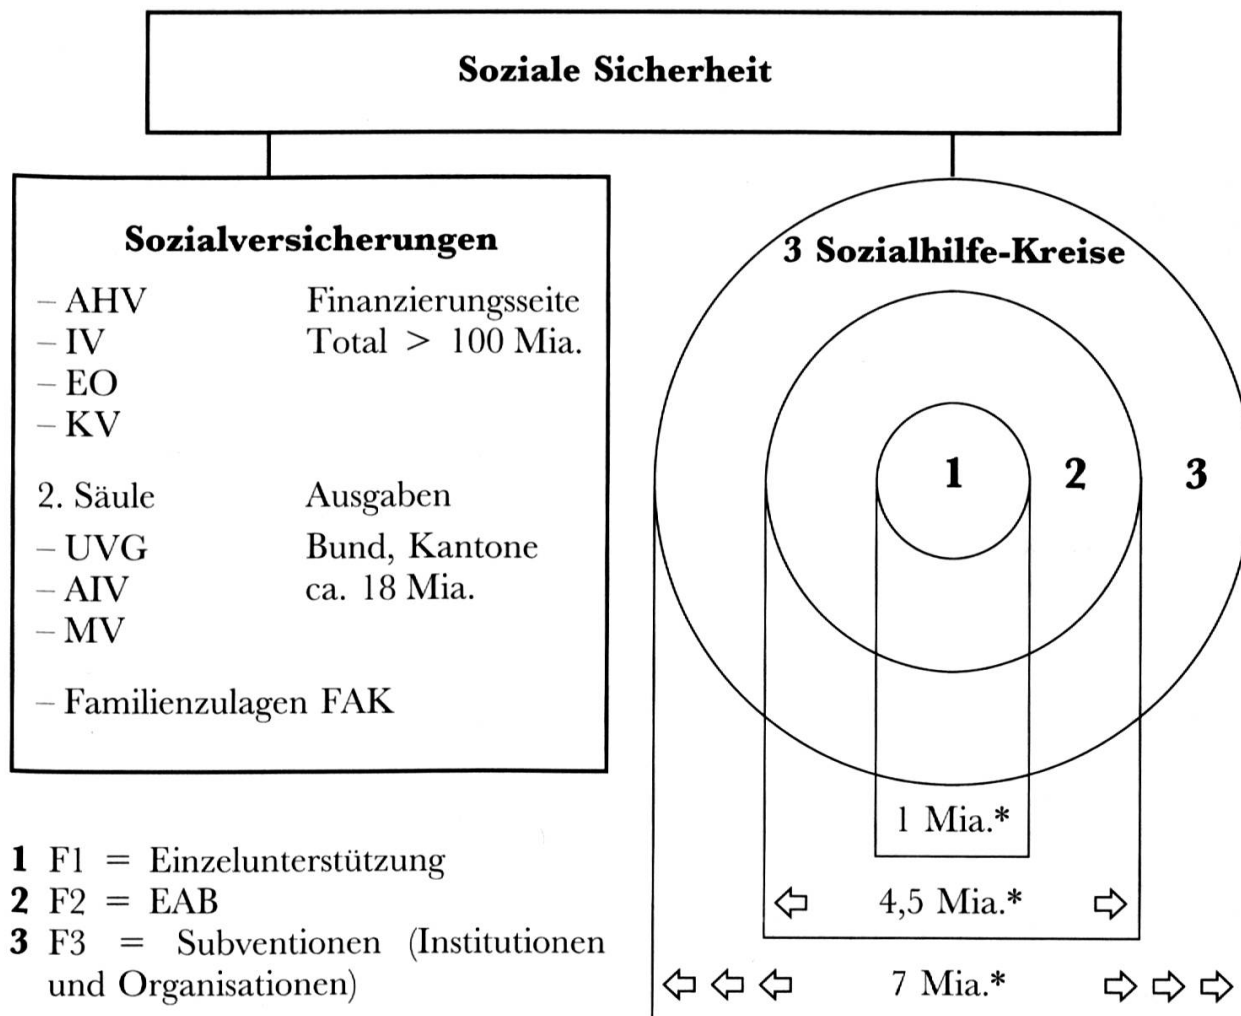 Soziale Sicherheit
Sozialversicherungen
– AHV Finanzierungsseite
– IV Total > 100 Mia.
– EO
– KV
2. Säule Ausgaben
– UVG Bund, Kantone
– AIV ca. 18 Mia.
– MV
– Familienzulagen FAK
3 Sozialhilfe-Kreise
1 2 3
1 Mia.*
4,5 Mia.*
7 Mia.*
1 F1 = Einzelunterstützung
2 F2 = EAB
3 F3 = Subventionen (Institutionen
und Organisationen)